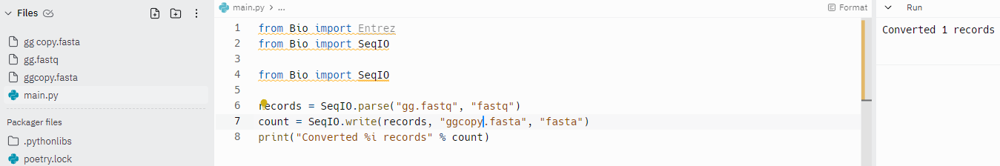 Files
gg copy.fasta
gg.fastq
ggcopy.fasta
main.py
Packager files
.pythonlibs
poetry.lock
main.py > ...
Format
1 from Bio import Entrez
2 from Bio import SeqIO
3
4 from Bio import SeqIO
5
6 records = SeqIO.parse("gg.fastq", "fastq")
7 count = SeqIO.write(records, "ggcopy.fasta", "fasta")
8 print("Converted %i records" % count)
Run
Converted 1 records